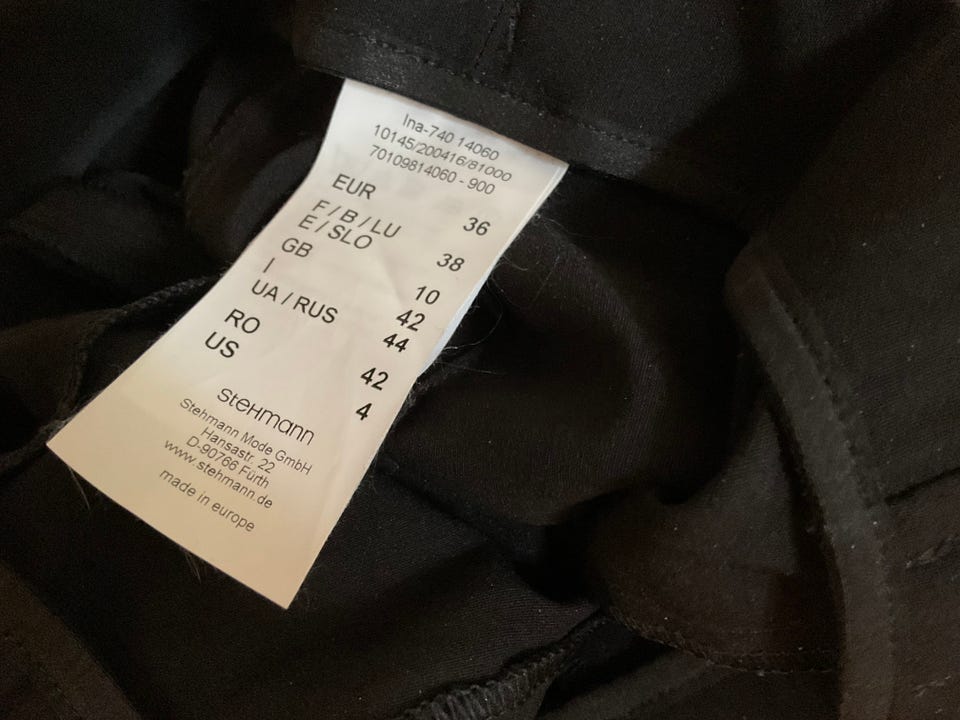 Ina-740 14060
10145/200416/81000
70109814060 - 900
EUR 36
F / B / LU
E / SLO 38
GB 10
I 42
UA / RUS 44
RO 42
US 4
steHmann
Stehmann Mode GmbH
Hansastr. 22
D-90766 Fürth
www.stehmann.de
made in europe